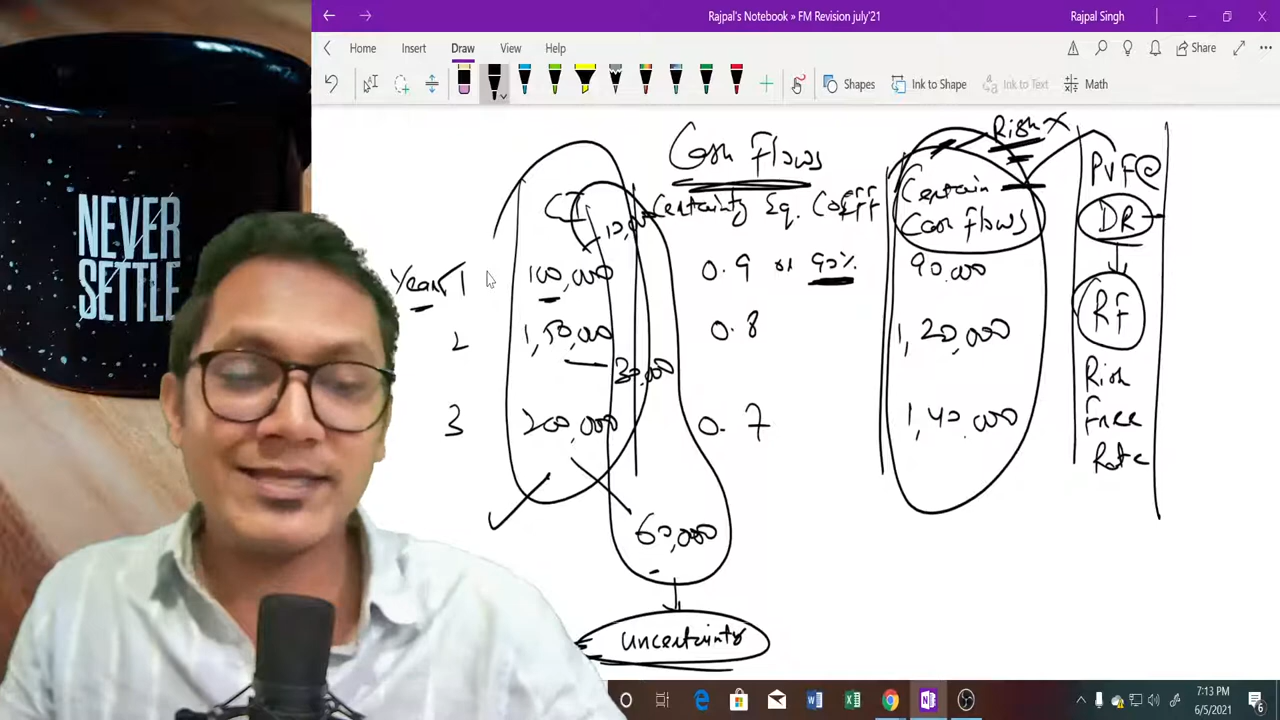 Rajpal's Notebook » FM Revision july'21
Rajpal Singh
Home Insert Draw View Help
Share
Shapes Ink to Shape Ink to Text Math
NEVER
SETTLE
Cash Flows
Risk X
CF
10,000
Certainty Eq. Coeff
Certain
Cash flows
PVF@
DR
Year 1 100,000 0.9 or 90% 90,000
RF
2 1,50,000 0.8 1,20,000
30,000
Risk
3 200,000 0.7 1,40,000
Free
Rate
60,000
uncertainty
7:13 PM
6/5/2021
6